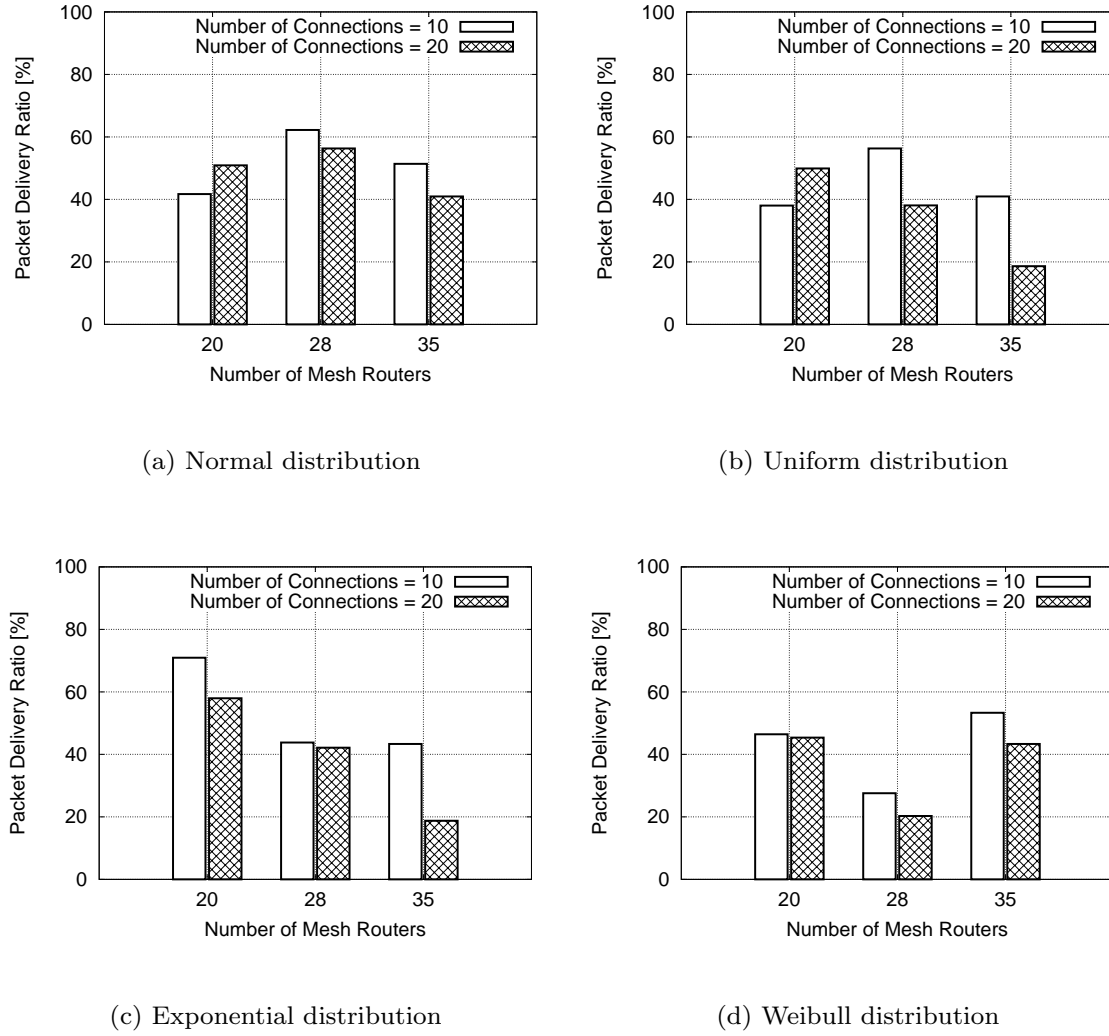 100
80
60
40
20
0
Packet Delivery Ratio [%]
Number of Connections = 10
Number of Connections = 20
20 28 35
Number of Mesh Routers
(a) Normal distribution
100
80
60
40
20
0
Packet Delivery Ratio [%]
Number of Connections = 10
Number of Connections = 20
20 28 35
Number of Mesh Routers
(b) Uniform distribution
100
80
60
40
20
0
Packet Delivery Ratio [%]
Number of Connections = 10
Number of Connections = 20
20 28 35
Number of Mesh Routers
(c) Exponential distribution
100
80
60
40
20
0
Packet Delivery Ratio [%]
Number of Connections = 10
Number of Connections = 20
20 28 35
Number of Mesh Routers
(d) Weibull distribution